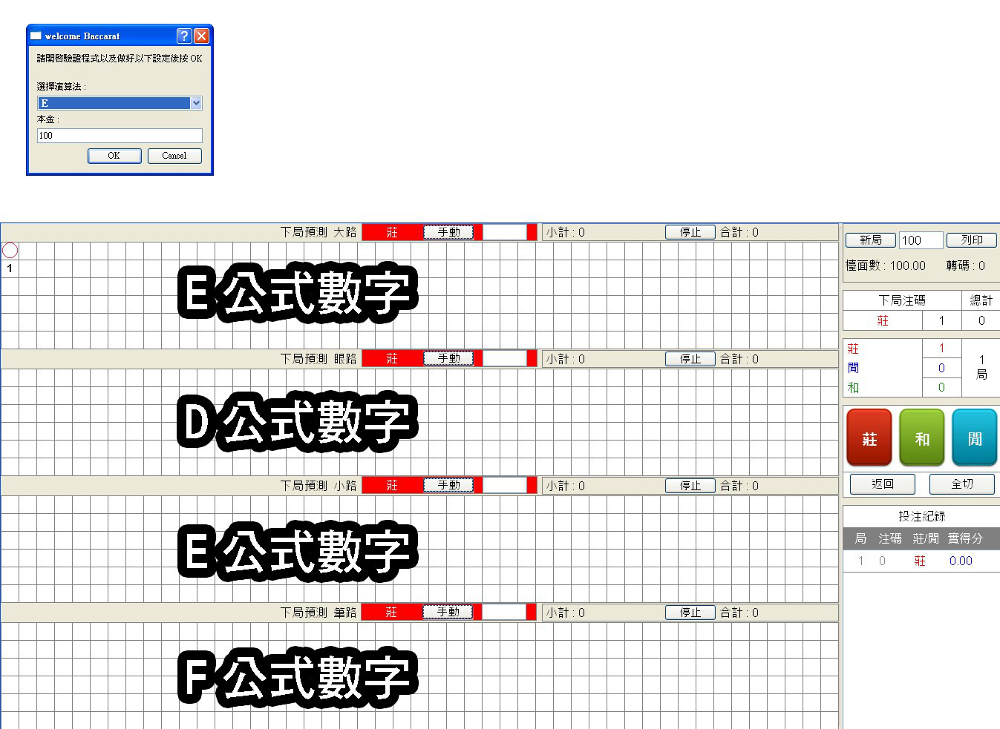 welcome Baccarat
請開啓驗證程式以及做好以下設定後按 OK
選擇演算法 :
E
本金 :
100
OK Cancel
下局預測 大路 莊 手動 小計 : 0 停止 合計 : 0
1
E 公式數字
下局預測 眼路 莊 手動 小計 : 0 停止 合計 : 0
D 公式數字
下局預測 小路 莊 手動 小計 : 0 停止 合計 : 0
E 公式數字
下局預測 筆路 莊 手動 小計 : 0 停止 合計 : 0
F 公式數字
新局 100 列印
檯面數 : 100.00 轉碼 : 0
下局注碼 總計
莊 1 0
莊 1
閒 0
和 0
1
局
莊 和 閒
返回 全切
投注紀錄
局 注碼 莊/閒 實得分
1 0 莊 0.00